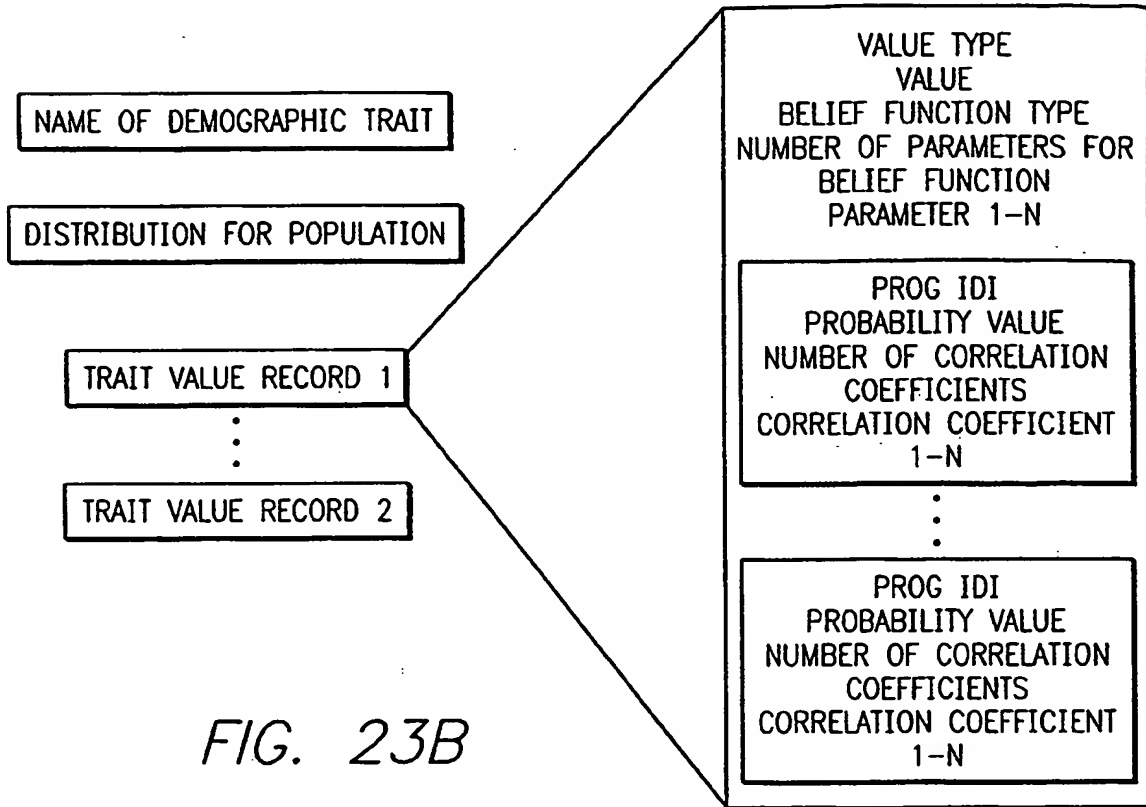 NAME OF DEMOGRAPHIC TRAIT
DISTRIBUTION FOR POPULATION
TRAIT VALUE RECORD 1
TRAIT VALUE RECORD 2
VALUE TYPE
VALUE
BELIEF FUNCTION TYPE
NUMBER OF PARAMETERS FOR
BELIEF FUNCTION
PARAMETER 1-N
PROG IDI
PROBABILITY VALUE
NUMBER OF CORRELATION
COEFFICIENTS
CORRELATION COEFFICIENT
1-N
PROG IDI
PROBABILITY VALUE
NUMBER OF CORRELATION
COEFFICIENTS
CORRELATION COEFFICIENT
1-N
FIG. 23B